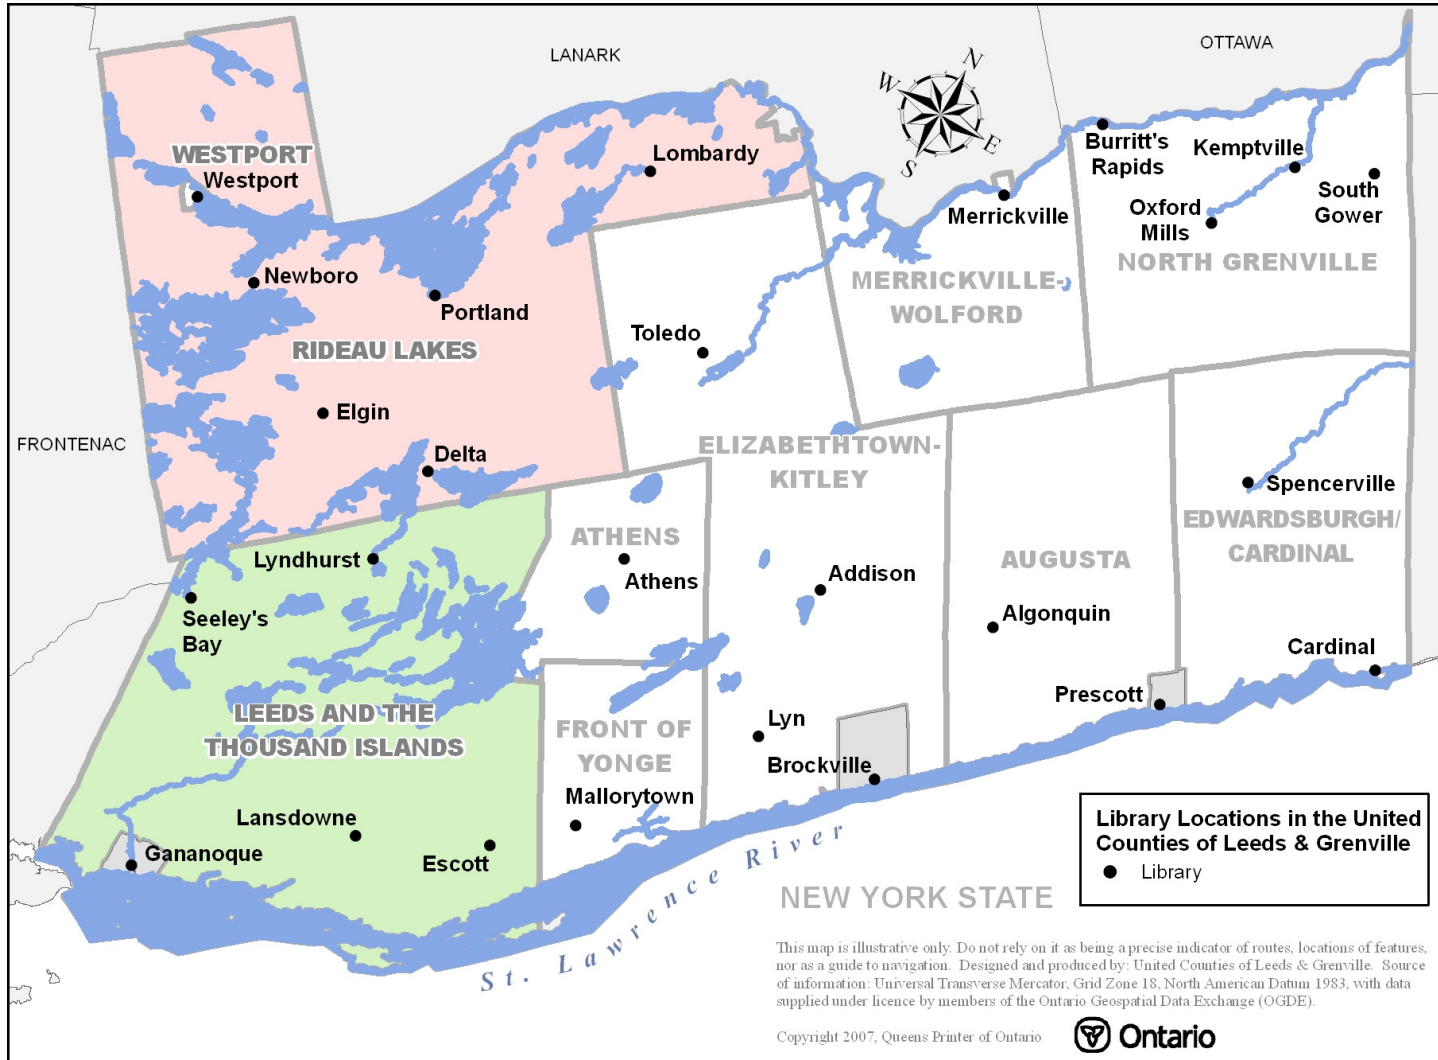 LANARK
OTTAWA
N
W
E
S
WESTPORT
Westport
Lombardy
Burritt's
Rapids
Kemptville
South
Gower
Oxford
Mills
Merrickville
NORTH GRENVILLE
MERRICKVILLE-
WOLFORD
Newboro
Portland
RIDEAU LAKES
Toledo
Elgin
FRONTENAC
Delta
ELIZABETHTOWN-
KITLEY
Spencerville
EDWARDSBURGH/
CARDINAL
ATHENS
Athens
Lyndhurst
Addison
AUGUSTA
Seeley's
Bay
Algonquin
Cardinal
Prescott
LEEDS AND THE
THOUSAND ISLANDS
FRONT OF
YONGE
Lyn
Brockville
Mallorytown
Lansdowne
Escott
Gananoque
St. Lawrence River
NEW YORK STATE
Library Locations in the United
Counties of Leeds & Grenville
Library
This map is illustrative only. Do not rely on it as being a precise indicator of routes, locations of features,
nor as a guide to navigation. Designed and produced by: United Counties of Leeds & Grenville. Source
of information: Universal Transverse Mercator, Grid Zone 18, North American Datum 1983, with data
supplied under licence by members of the Ontario Geospatial Data Exchange (OGDE).
Copyright 2007, Queens Printer of Ontario
Ontario